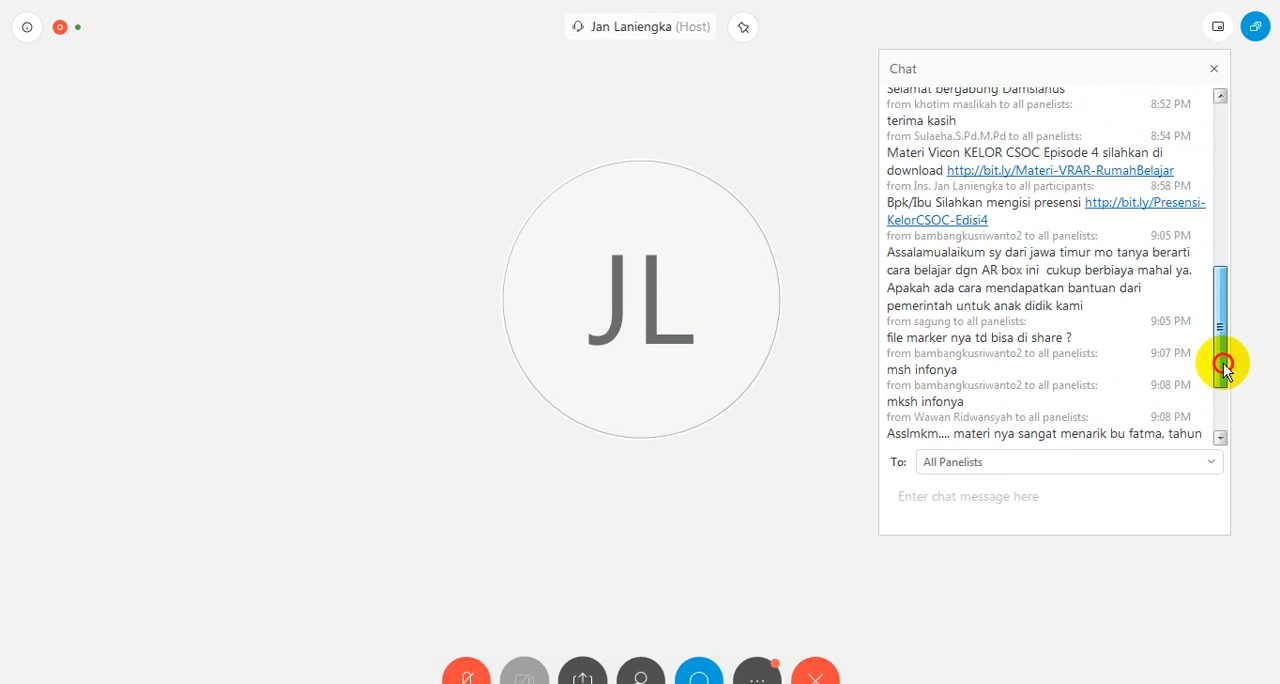 Jan Laniengka (Host)
JL
Chat
Selamat bergabung Damsianus
from khotim maslikah to all panelists: 8:52 PM
terima kasih
from Sulaeha.S.Pd.M.Pd to all panelists: 8:54 PM
Materi Vicon KELOR CSOC Episode 4 silahkan di
download http://bit.ly/Materi-VRAR-RumahBelajar
from Ins. Jan Laniengka to all participants: 8:58 PM
Bpk/Ibu Silahkan mengisi presensi http://bit.ly/Presensi-
KelorCSOC-Edisi4
from bambangkusriwanto2 to all panelists: 9:05 PM
Assalamualaikum sy dari jawa timur mo tanya berarti
cara belajar dgn AR box ini cukup berbiaya mahal ya.
Apakah ada cara mendapatkan bantuan dari
pemerintah untuk anak didik kami
from sagung to all panelists: 9:05 PM
file marker nya td bisa di share ?
from bambangkusriwanto2 to all panelists: 9:07 PM
msh infonya
from bambangkusriwanto2 to all panelists: 9:08 PM
mksh infonya
from Wawan Ridwansyah to all panelists: 9:08 PM
Asslmkm.... materi nya sangat menarik bu fatma, tahun
To: All Panelists
Enter chat message here